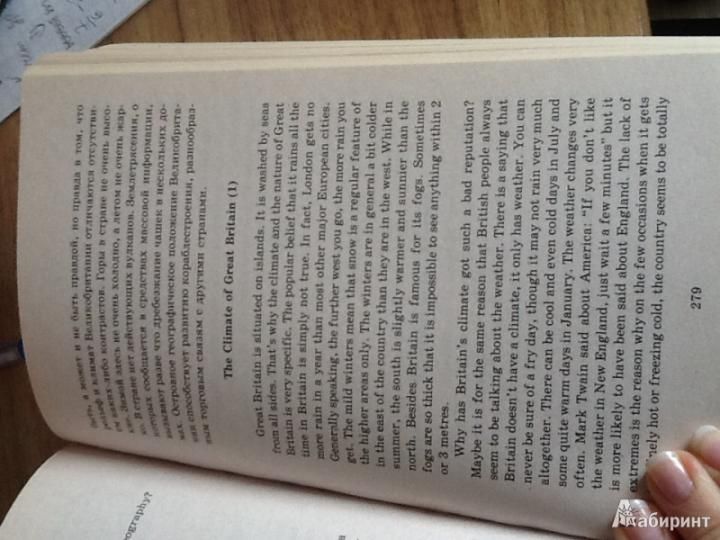 быть, а может и не быть правдой, но правда в том, что
рельеф и климат Великобритании отличаются отсутстви-
ем каких-либо контрастов. Горы в стране не очень высо-
Зимой здесь не очень холодно, а летом не очень жар-
ко. В стране нет действующих вулканов. Землетрясения, о
которых сообщается в средствах массовой информации,
вызывают разве что дребезжание чашек в нескольких до-
мах. Островное географическое положение Великобрита-
нии способствует развитию кораблестроения, разнообраз-
ным торговым связям с другими странами.
The Climate of Great Britain (1)
Great Britain is situated on islands. It is washed by seas
from all sides. That's why the climate and the nature of Great
Britain is very specific. The popular belief that it rains all the
time in Britain is simply not true. In fact, London gets no
more rain in a year than most other major European cities.
Generally speaking, the further west you go, the more rain you
get. The mild winters mean that snow is a regular feature of
the higher areas only. The winters are in general a bit colder
in the east of the country than they are in the west. While in
summer, the south is slightly warmer and sunnier than the
north. Besides Britain is famous for its fogs. Sometimes
fogs are so thick that it is impossible to see anything within 2
or 3 metres.
Why has Britain's climate got such a bad reputation?
Maybe it is for the same reason that British people always
seem to be talking about the weather. There is a saying that
Britain doesn't have a climate, it only has weather. You can
never be sure of a fry day, though it may not rain very much
altogether. There can be cool and even cold days in July and
some quite warm days in January. The weather changes very
often. Mark Twain said about America: "If you don't like
the weather in New England, just wait a few minutes" but it
is more likely to have been said about England. The lack of
extremes is the reason why on the few occasions when it gets
hot or freezing cold, the country seems to be totally
279
ography?
a
Лабиринт